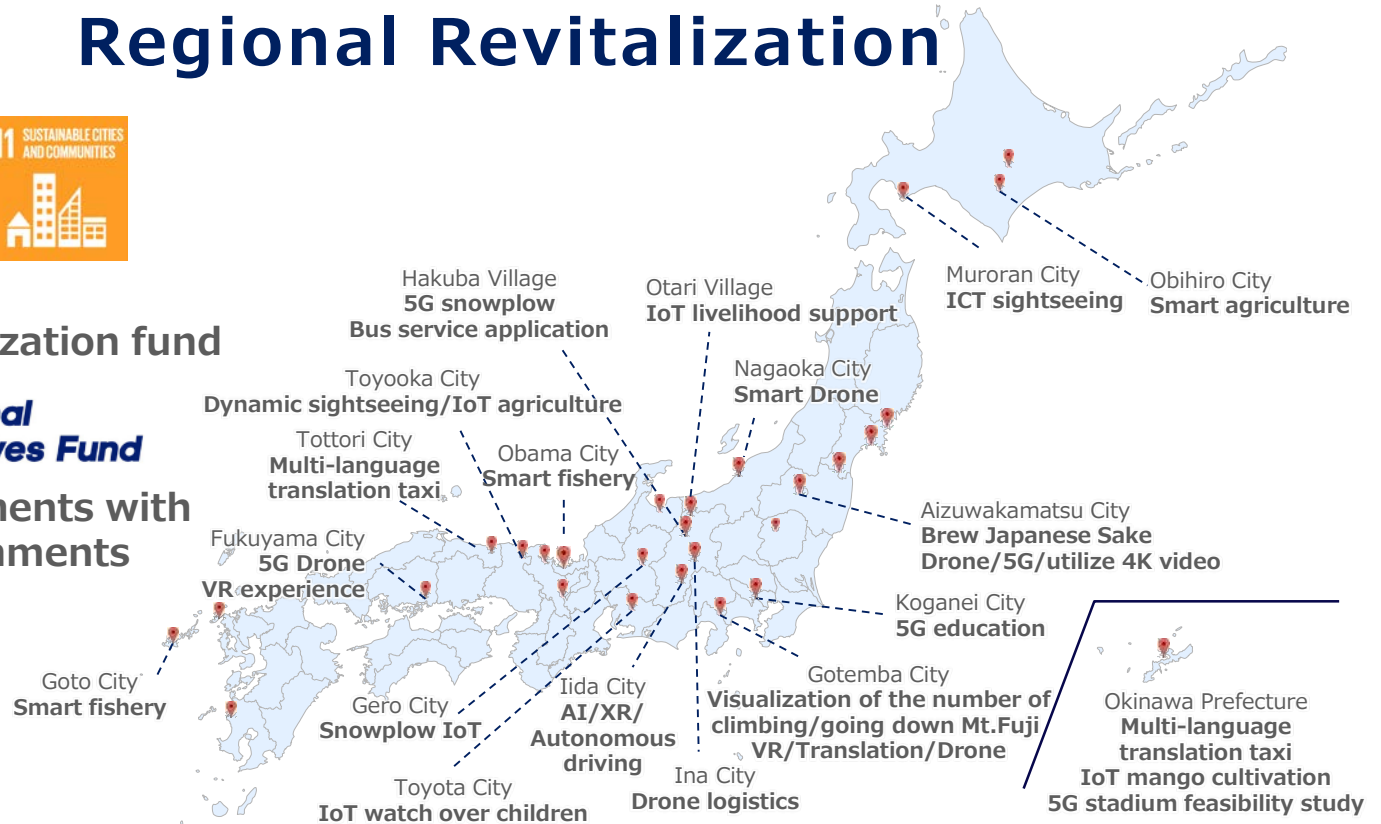 Regional Revitalization
11 SUSTAINABLE CITIES
AND COMMUNITIES
zation fund
al
ves Fund
ments with
nments
Hakuba Village
5G snowplow
Bus service application
Otari Village
IoT livelihood support
Muroran City
ICT sightseeing
Obihiro City
Smart agriculture
Toyooka City
Dynamic sightseeing/IoT agriculture
Nagaoka City
Smart Drone
Tottori City
Multi-language
translation taxi
Obama City
Smart fishery
Fukuyama City
5G Drone
VR experience
Aizuwakamatsu City
Brew Japanese Sake
Drone/5G/utilize 4K video
Koganei City
5G education
Goto City
Smart fishery
Gero City
Snowplow IoT
Iida City
AI/XR/
Autonomous
driving
Gotemba City
Visualization of the number of
climbing/going down Mt.Fuji
VR/Translation/Drone
Toyota City
IoT watch over children
Ina City
Drone logistics
Okinawa Prefecture
Multi-language
translation taxi
IoT mango cultivation
5G stadium feasibility study